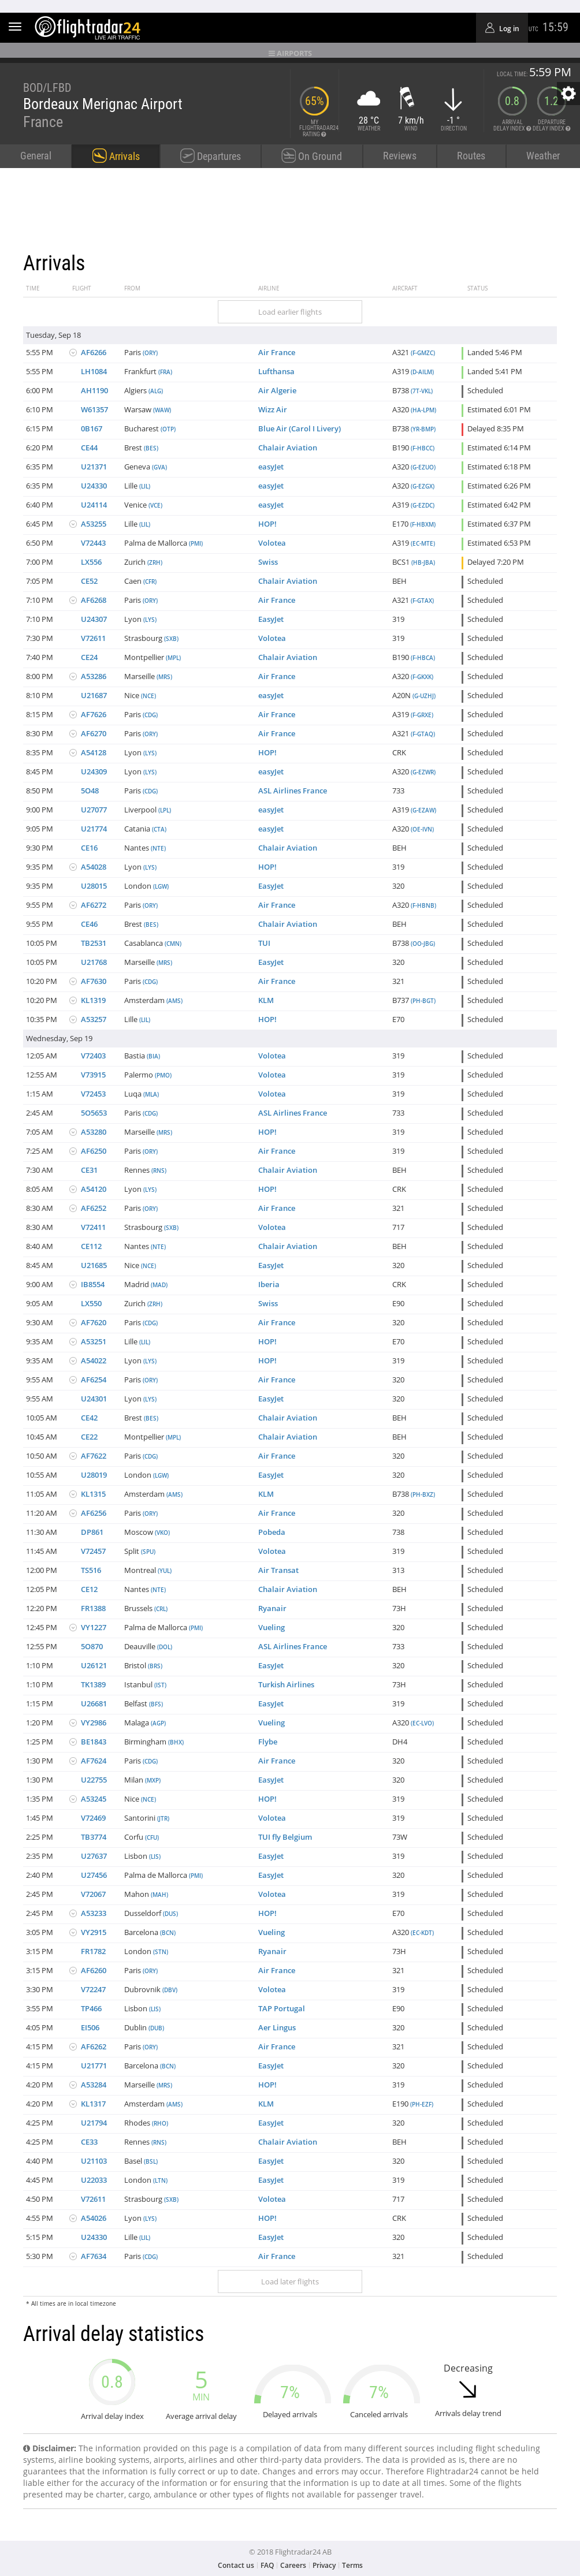 flightradar24
LIVE AIR TRAFFIC
Log in
UTC 15:59
AIRPORTS
LOCAL TIME: 5:59 PM
BOD/LFBD
Bordeaux Merignac Airport
France
65%
MY FLIGHTRADAR24 RATING
28 °C
WEATHER
7 km/h
WIND
-1 °
DIRECTION
0.8
ARRIVAL DELAY INDEX
1.2
DEPARTURE DELAY INDEX
General Arrivals Departures On Ground Reviews Routes Weather
Arrivals
TIME FLIGHT FROM AIRLINE AIRCRAFT STATUS
Load earlier flights
Tuesday, Sep 18
5:55 PM AF6266 Paris (ORY) Air France A321 (F-GMZC) Landed 5:46 PM
5:55 PM LH1084 Frankfurt (FRA) Lufthansa A319 (D-AILM) Landed 5:41 PM
6:00 PM AH1190 Algiers (ALG) Air Algerie B738 (7T-VKL) Scheduled
6:10 PM W61357 Warsaw (WAW) Wizz Air A320 (HA-LPM) Estimated 6:01 PM
6:15 PM 0B167 Bucharest (OTP) Blue Air (Carol I Livery) B738 (YR-BMP) Delayed 8:35 PM
6:20 PM CE44 Brest (BES) Chalair Aviation B190 (F-HBCC) Estimated 6:14 PM
6:35 PM U21371 Geneva (GVA) easyJet A320 (G-EZUO) Estimated 6:18 PM
6:35 PM U24330 Lille (LIL) easyJet A320 (G-EZGX) Estimated 6:26 PM
6:40 PM U24114 Venice (VCE) easyJet A319 (G-EZDC) Estimated 6:42 PM
6:45 PM A53255 Lille (LIL) HOP! E170 (F-HBXM) Estimated 6:37 PM
6:50 PM V72443 Palma de Mallorca (PMI) Volotea A319 (EC-MTE) Estimated 6:53 PM
7:00 PM LX556 Zurich (ZRH) Swiss BCS1 (HB-JBA) Delayed 7:20 PM
7:05 PM CE52 Caen (CFR) Chalair Aviation BEH Scheduled
7:10 PM AF6268 Paris (ORY) Air France A321 (F-GTAX) Scheduled
7:10 PM U24307 Lyon (LYS) EasyJet 319 Scheduled
7:30 PM V72611 Strasbourg (SXB) Volotea 319 Scheduled
7:40 PM CE24 Montpellier (MPL) Chalair Aviation B190 (F-HBCA) Scheduled
8:00 PM A53286 Marseille (MRS) Air France A320 (F-GKXK) Scheduled
8:10 PM U21687 Nice (NCE) easyJet A20N (G-UZHJ) Scheduled
8:15 PM AF7626 Paris (CDG) Air France A319 (F-GRXE) Scheduled
8:30 PM AF6270 Paris (ORY) Air France A321 (F-GTAQ) Scheduled
8:35 PM A54128 Lyon (LYS) HOP! CRK Scheduled
8:45 PM U24309 Lyon (LYS) easyJet A320 (G-EZWR) Scheduled
8:50 PM 5O48 Paris (CDG) ASL Airlines France 733 Scheduled
9:00 PM U27077 Liverpool (LPL) easyJet A319 (G-EZAW) Scheduled
9:05 PM U21774 Catania (CTA) easyJet A320 (OE-IVN) Scheduled
9:30 PM CE16 Nantes (NTE) Chalair Aviation BEH Scheduled
9:35 PM A54028 Lyon (LYS) HOP! 319 Scheduled
9:35 PM U28015 London (LGW) EasyJet 320 Scheduled
9:55 PM AF6272 Paris (ORY) Air France A320 (F-HBNB) Scheduled
9:55 PM CE46 Brest (BES) Chalair Aviation BEH Scheduled
10:05 PM TB2531 Casablanca (CMN) TUI B738 (OO-JBG) Scheduled
10:05 PM U21768 Marseille (MRS) EasyJet 320 Scheduled
10:20 PM AF7630 Paris (CDG) Air France 321 Scheduled
10:20 PM KL1319 Amsterdam (AMS) KLM B737 (PH-BGT) Scheduled
10:35 PM A53257 Lille (LIL) HOP! E70 Scheduled
Wednesday, Sep 19
12:05 AM V72403 Bastia (BIA) Volotea 319 Scheduled
12:55 AM V73915 Palermo (PMO) Volotea 319 Scheduled
1:15 AM V72453 Luqa (MLA) Volotea 319 Scheduled
2:45 AM 5O5653 Paris (CDG) ASL Airlines France 733 Scheduled
7:05 AM A53280 Marseille (MRS) HOP! 319 Scheduled
7:25 AM AF6250 Paris (ORY) Air France 319 Scheduled
7:30 AM CE31 Rennes (RNS) Chalair Aviation BEH Scheduled
8:05 AM A54120 Lyon (LYS) HOP! CRK Scheduled
8:30 AM AF6252 Paris (ORY) Air France 321 Scheduled
8:30 AM V72411 Strasbourg (SXB) Volotea 717 Scheduled
8:40 AM CE112 Nantes (NTE) Chalair Aviation BEH Scheduled
8:45 AM U21685 Nice (NCE) EasyJet 320 Scheduled
9:00 AM IB8554 Madrid (MAD) Iberia CRK Scheduled
9:05 AM LX550 Zurich (ZRH) Swiss E90 Scheduled
9:30 AM AF7620 Paris (CDG) Air France 320 Scheduled
9:35 AM A53251 Lille (LIL) HOP! E70 Scheduled
9:35 AM A54022 Lyon (LYS) HOP! 319 Scheduled
9:55 AM AF6254 Paris (ORY) Air France 320 Scheduled
9:55 AM U24301 Lyon (LYS) EasyJet 320 Scheduled
10:05 AM CE42 Brest (BES) Chalair Aviation BEH Scheduled
10:45 AM CE22 Montpellier (MPL) Chalair Aviation BEH Scheduled
10:50 AM AF7622 Paris (CDG) Air France 320 Scheduled
10:55 AM U28019 London (LGW) EasyJet 320 Scheduled
11:05 AM KL1315 Amsterdam (AMS) KLM B738 (PH-BXZ) Scheduled
11:20 AM AF6256 Paris (ORY) Air France 320 Scheduled
11:30 AM DP861 Moscow (VKO) Pobeda 738 Scheduled
11:45 AM V72457 Split (SPU) Volotea 319 Scheduled
12:00 PM TS516 Montreal (YUL) Air Transat 313 Scheduled
12:05 PM CE12 Nantes (NTE) Chalair Aviation BEH Scheduled
12:20 PM FR1388 Brussels (CRL) Ryanair 73H Scheduled
12:45 PM VY1227 Palma de Mallorca (PMI) Vueling 320 Scheduled
12:55 PM 5O870 Deauville (DOL) ASL Airlines France 733 Scheduled
1:10 PM U26121 Bristol (BRS) EasyJet 320 Scheduled
1:10 PM TK1389 Istanbul (IST) Turkish Airlines 73H Scheduled
1:15 PM U26681 Belfast (BFS) EasyJet 319 Scheduled
1:20 PM VY2986 Malaga (AGP) Vueling A320 (EC-LVO) Scheduled
1:25 PM BE1843 Birmingham (BHX) Flybe DH4 Scheduled
1:30 PM AF7624 Paris (CDG) Air France 320 Scheduled
1:30 PM U22755 Milan (MXP) EasyJet 320 Scheduled
1:35 PM A53245 Nice (NCE) HOP! 319 Scheduled
1:45 PM V72469 Santorini (JTR) Volotea 319 Scheduled
2:25 PM TB3774 Corfu (CFU) TUI fly Belgium 73W Scheduled
2:35 PM U27637 Lisbon (LIS) EasyJet 319 Scheduled
2:40 PM U27456 Palma de Mallorca (PMI) EasyJet 320 Scheduled
2:45 PM V72067 Mahon (MAH) Volotea 319 Scheduled
2:45 PM A53233 Dusseldorf (DUS) HOP! E70 Scheduled
3:05 PM VY2915 Barcelona (BCN) Vueling A320 (EC-KDT) Scheduled
3:15 PM FR1782 London (STN) Ryanair 73H Scheduled
3:15 PM AF6260 Paris (ORY) Air France 321 Scheduled
3:30 PM V72247 Dubrovnik (DBV) Volotea 319 Scheduled
3:55 PM TP466 Lisbon (LIS) TAP Portugal E90 Scheduled
4:05 PM EI506 Dublin (DUB) Aer Lingus 320 Scheduled
4:15 PM AF6262 Paris (ORY) Air France 321 Scheduled
4:15 PM U21771 Barcelona (BCN) EasyJet 320 Scheduled
4:20 PM A53284 Marseille (MRS) HOP! 319 Scheduled
4:20 PM KL1317 Amsterdam (AMS) KLM E190 (PH-EZF) Scheduled
4:25 PM U21794 Rhodes (RHO) EasyJet 320 Scheduled
4:25 PM CE33 Rennes (RNS) Chalair Aviation BEH Scheduled
4:40 PM U21103 Basel (BSL) EasyJet 320 Scheduled
4:45 PM U22033 London (LTN) EasyJet 319 Scheduled
4:50 PM V72611 Strasbourg (SXB) Volotea 717 Scheduled
4:55 PM A54026 Lyon (LYS) HOP! CRK Scheduled
5:15 PM U24330 Lille (LIL) EasyJet 320 Scheduled
5:30 PM AF7634 Paris (CDG) Air France 321 Scheduled
Load later flights
* All times are in local timezone
Arrival delay statistics
0.8
Arrival delay index
5
MIN
Average arrival delay
7%
Delayed arrivals
7%
Canceled arrivals
Decreasing
Arrivals delay trend
Disclaimer: The information provided on this page is a compilation of data from many different sources including flight scheduling
systems, airline booking systems, airports, airlines and other third-party data providers. The data is provided as is, there are no
guarantees that the information is fully correct or up to date. Changes and errors may occur. Therefore Flightradar24 cannot be held
liable either for the accuracy of the information or for ensuring that the information is up to date at all times. Some of the flights
presented may be charter, cargo, ambulance or other types of flights not available for passenger travel.
© 2018 Flightradar24 AB
Contact us | FAQ | Careers | Privacy | Terms